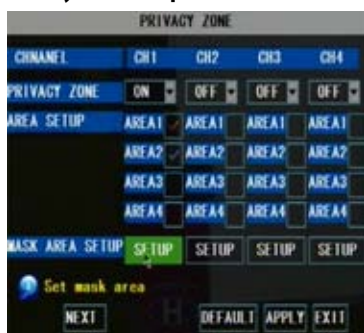 PRIVACY ZONE
CHNANEL CH1 CH2 CH3 CH4
PRIVACY ZONE ON OFF OFF OFF
AREA SETUP AREA1 AREA1 AREA1 AREA1
AREA2 AREA2 AREA2 AREA2
AREA3 AREA3 AREA3 AREA3
AREA4 AREA4 AREA4 AREA4
MASK AREA SETUP SETUP SETUP SETUP SETUP
Set mask area
NEXT DEFAULT APPLY EXIT